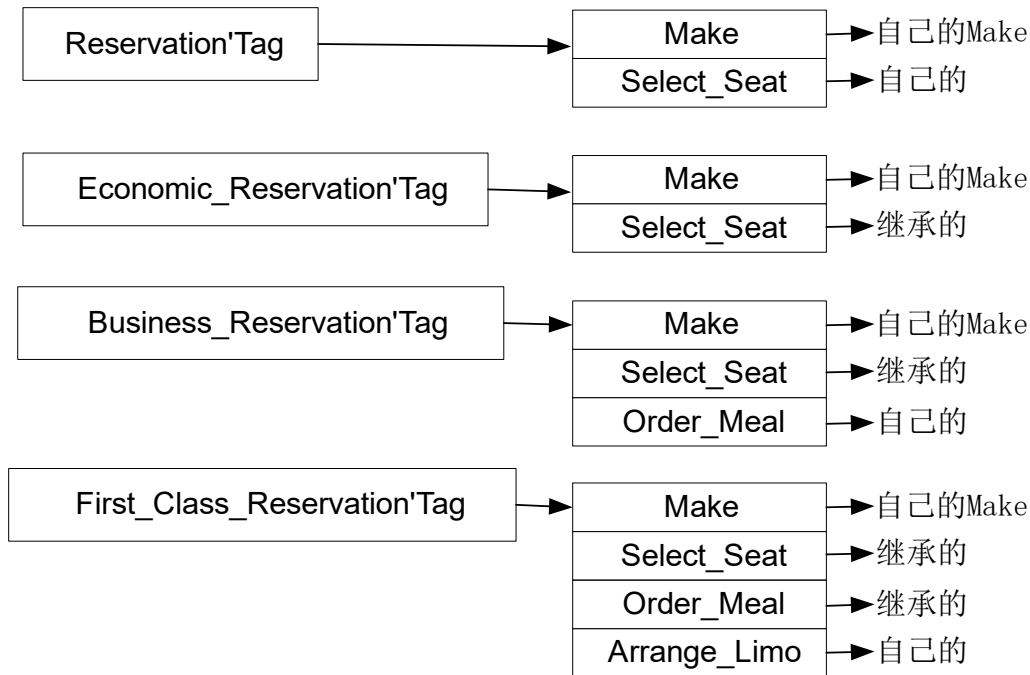 Reservation'Tag
Make
自己的Make
Select_Seat
自己的
Economic_Reservation'Tag
Make
自己的Make
Select_Seat
继承的
Business_Reservation'Tag
Make
自己的Make
Select_Seat
继承的
Order_Meal
自己的
First_Class_Reservation'Tag
Make
自己的Make
Select_Seat
继承的
Order_Meal
继承的
Arrange_Limo
自己的